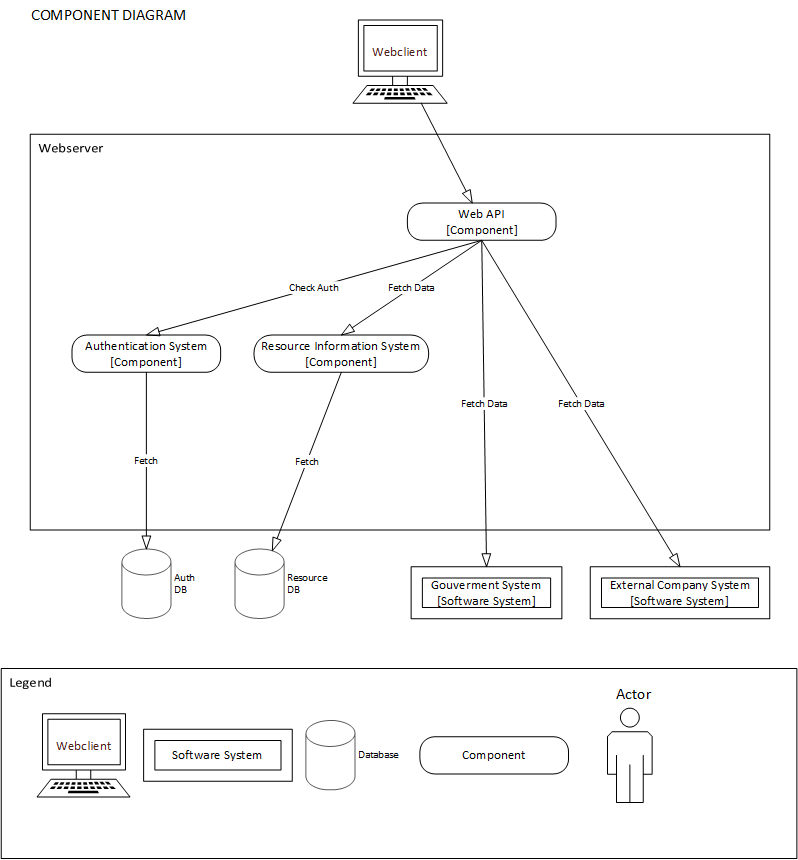 COMPONENT DIAGRAM
Webclient
Webserver
Web API
[Component]
Check Auth
Fetch Data
Authentication System
[Component]
Resource Information System
[Component]
Fetch Data
Fetch Data
Fetch
Fetch
Auth
DB
Resource
DB
Gouverment System
[Software System]
External Company System
[Software System]
Legend
Webclient
Software System
Database
Component
Actor